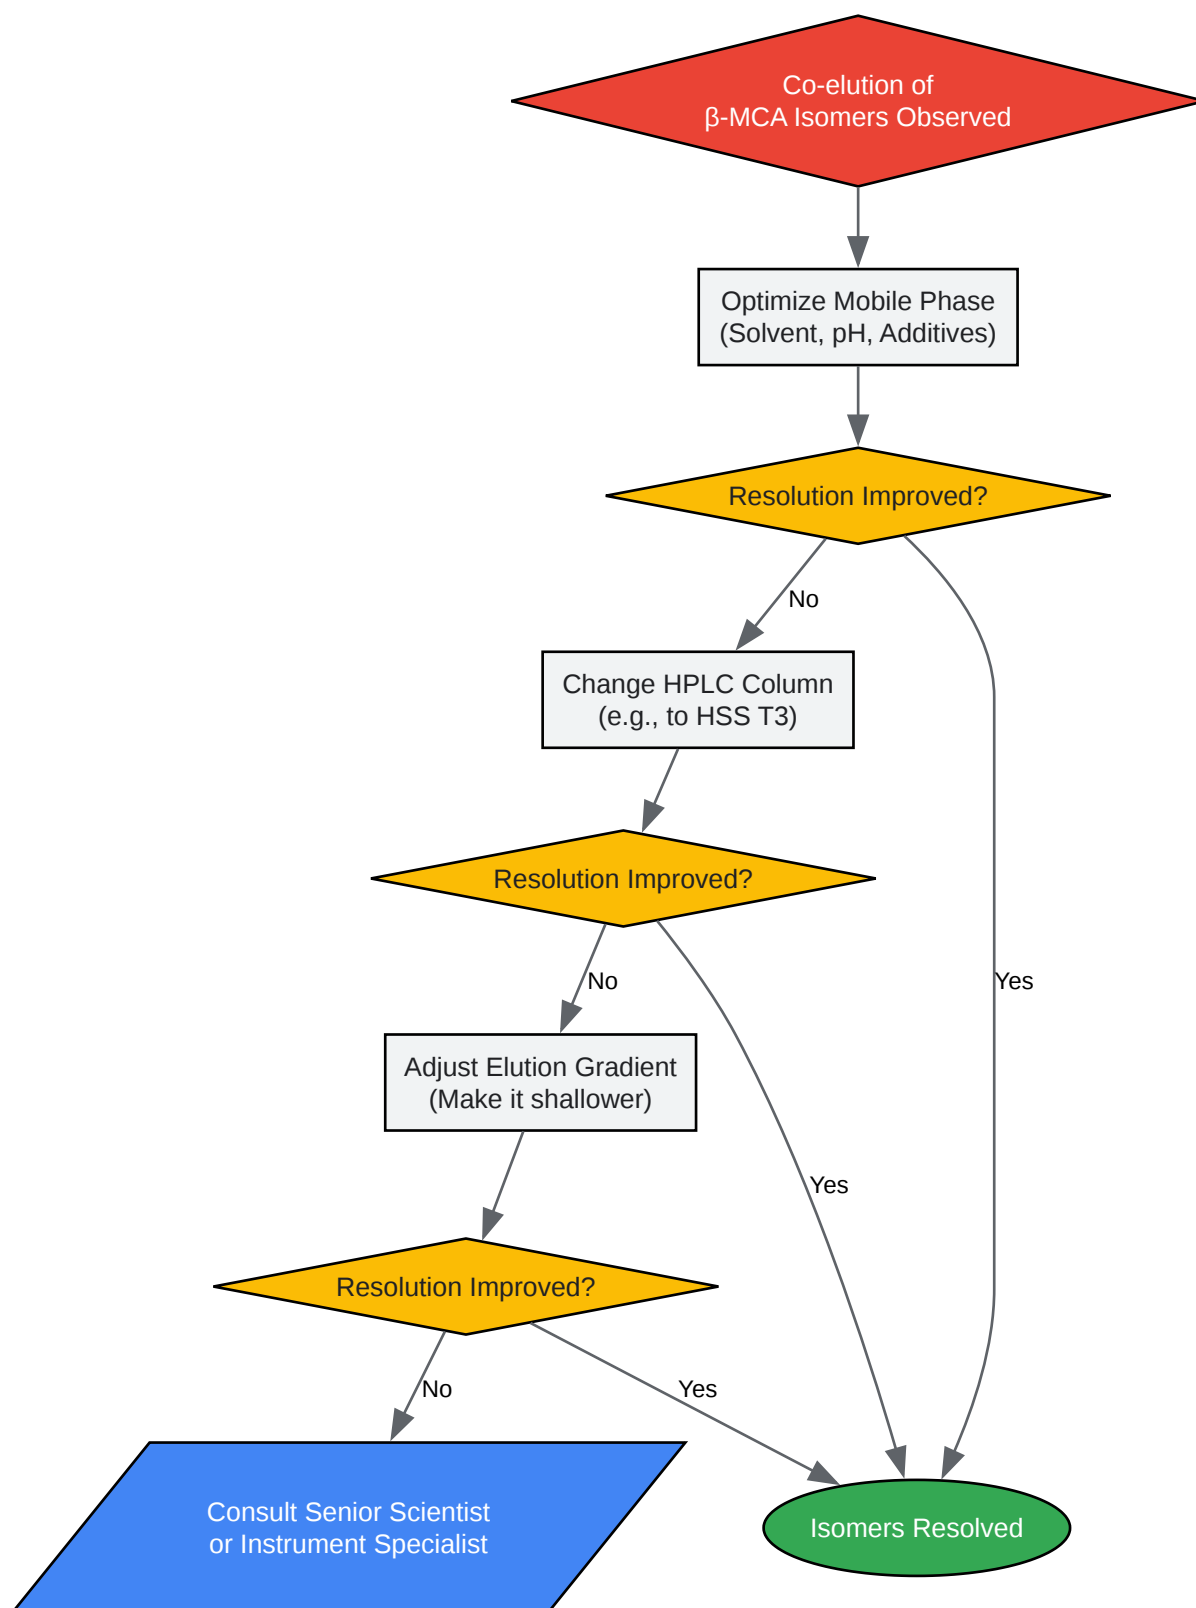 Co-elution of
β-MCA Isomers Observed
Optimize Mobile Phase
(Solvent, pH, Additives)
Resolution Improved?
No
Change HPLC Column
(e.g., to HSS T3)
Resolution Improved?
No
Yes
Adjust Elution Gradient
(Make it shallower)
Yes
Resolution Improved?
No
Yes
Consult Senior Scientist
or Instrument Specialist
Isomers Resolved